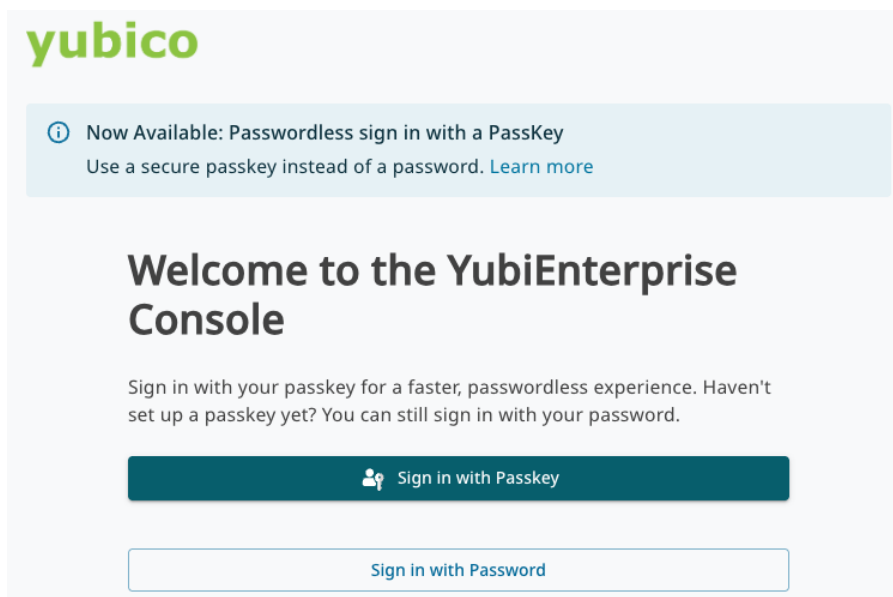 yubico
Now Available: Passwordless sign in with a PassKey
Use a secure passkey instead of a password. Learn more
Welcome to the YubiEnterprise
Console
Sign in with your passkey for a faster, passwordless experience. Haven't
set up a passkey yet? You can still sign in with your password.
Sign in with Passkey
Sign in with Password